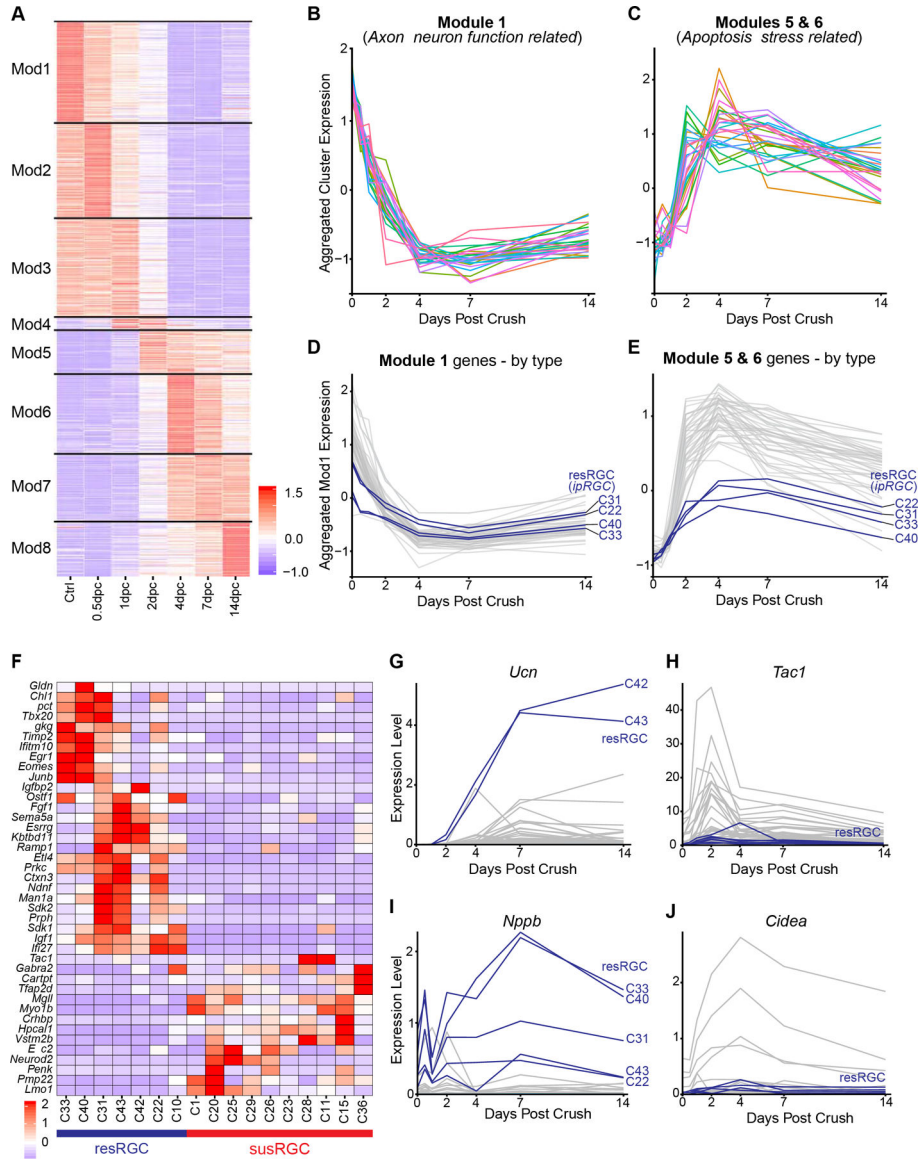 A
Mod1
Mod2
Mod3
Mod4
Mod5
Mod6
Mod7
Mod8
Ctrl
0.5dpc
1dpc
2dpc
4dpc
7dpc
14dpc
1.5
0.0
−1.0
B
Module 1
(Axon neuron function related)
Aggregated Cluster Expression
2
1
0
−1
0
2
4
7
14
Days Post Crush
C
Modules 5 & 6
(Apoptosis stress related)
2
1
0
−1
0
2
4
7
14
Days Post Crush
D
Module 1 genes - by type
Aggregated Mod1 Expression
2
1
0
−1
resRGC
(ipRGC)
C31
C22
C40
C33
0
2
4
7
14
Days Post Crush
E
Module 5 & 6 genes - by type
1
0
−1
resRGC
(ipRGC)
C22
C31
C33
C40
0
2
4
7
14
Days Post Crush
F
Gldn
Chl1
pct
Tbx20
gkg
Timp2
Ifitm10
Egr1
Eomes
Junb
Igfbp2
Ostf1
Fgf1
Sema5a
Esrrg
Kbtbd11
Ramp1
Etl4
Prkc
Ctxn3
Ndnf
Man1a
Sdk2
Prph
Sdk1
Igf1
Ifi27
Tac1
Gabra2
Cartpt
Tfap2d
Mgll
Myo1b
Crhbp
Hpcal1
Vstm2b
E c2
Neurod2
Penk
Pmp22
Lmo1
2
1
0
C33
C40
C31
C43
C42
C22
C10
C1
C20
C25
C29
C26
C23
C28
C11
C15
C36
resRGC
susRGC
G
Ucn
Expression Level
4
2
0
C42
C43
resRGC
0
2
4
7
14
Days Post Crush
H
Tac1
40
30
20
10
0
resRGC
0
2
4
7
14
Days Post Crush
I
Nppb
Expression Level
2
1
0
resRGC
C33
C40
C31
C43
C22
0
2
4
7
14
Days Post Crush
J
Cidea
3
2
1
0
resRGC
0
2
4
7
14
Days Post Crush